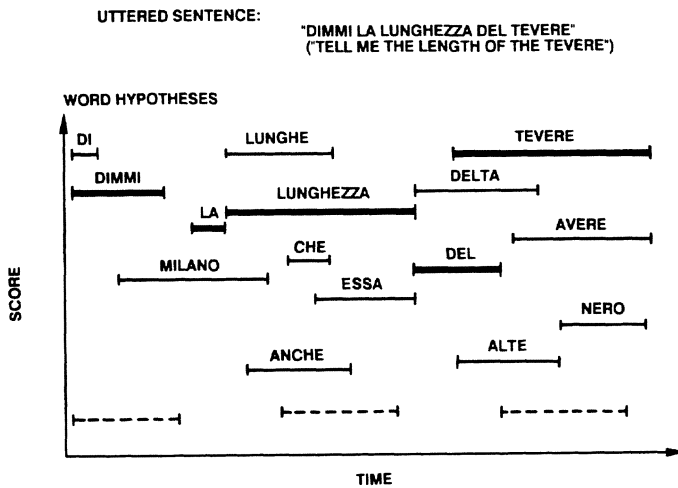 UTTERED SENTENCE:
"DIMMI LA LUNGHEZZA DEL TEVERE"
("TELL ME THE LENGTH OF THE TEVERE")
WORD HYPOTHESES
DI
LUNGHE
TEVERE
DIMMI
LUNGHEZZA
DELTA
LA
AVERE
CHE
DEL
MILANO
ESSA
NERO
ANCHE
ALTE
SCORE
TIME